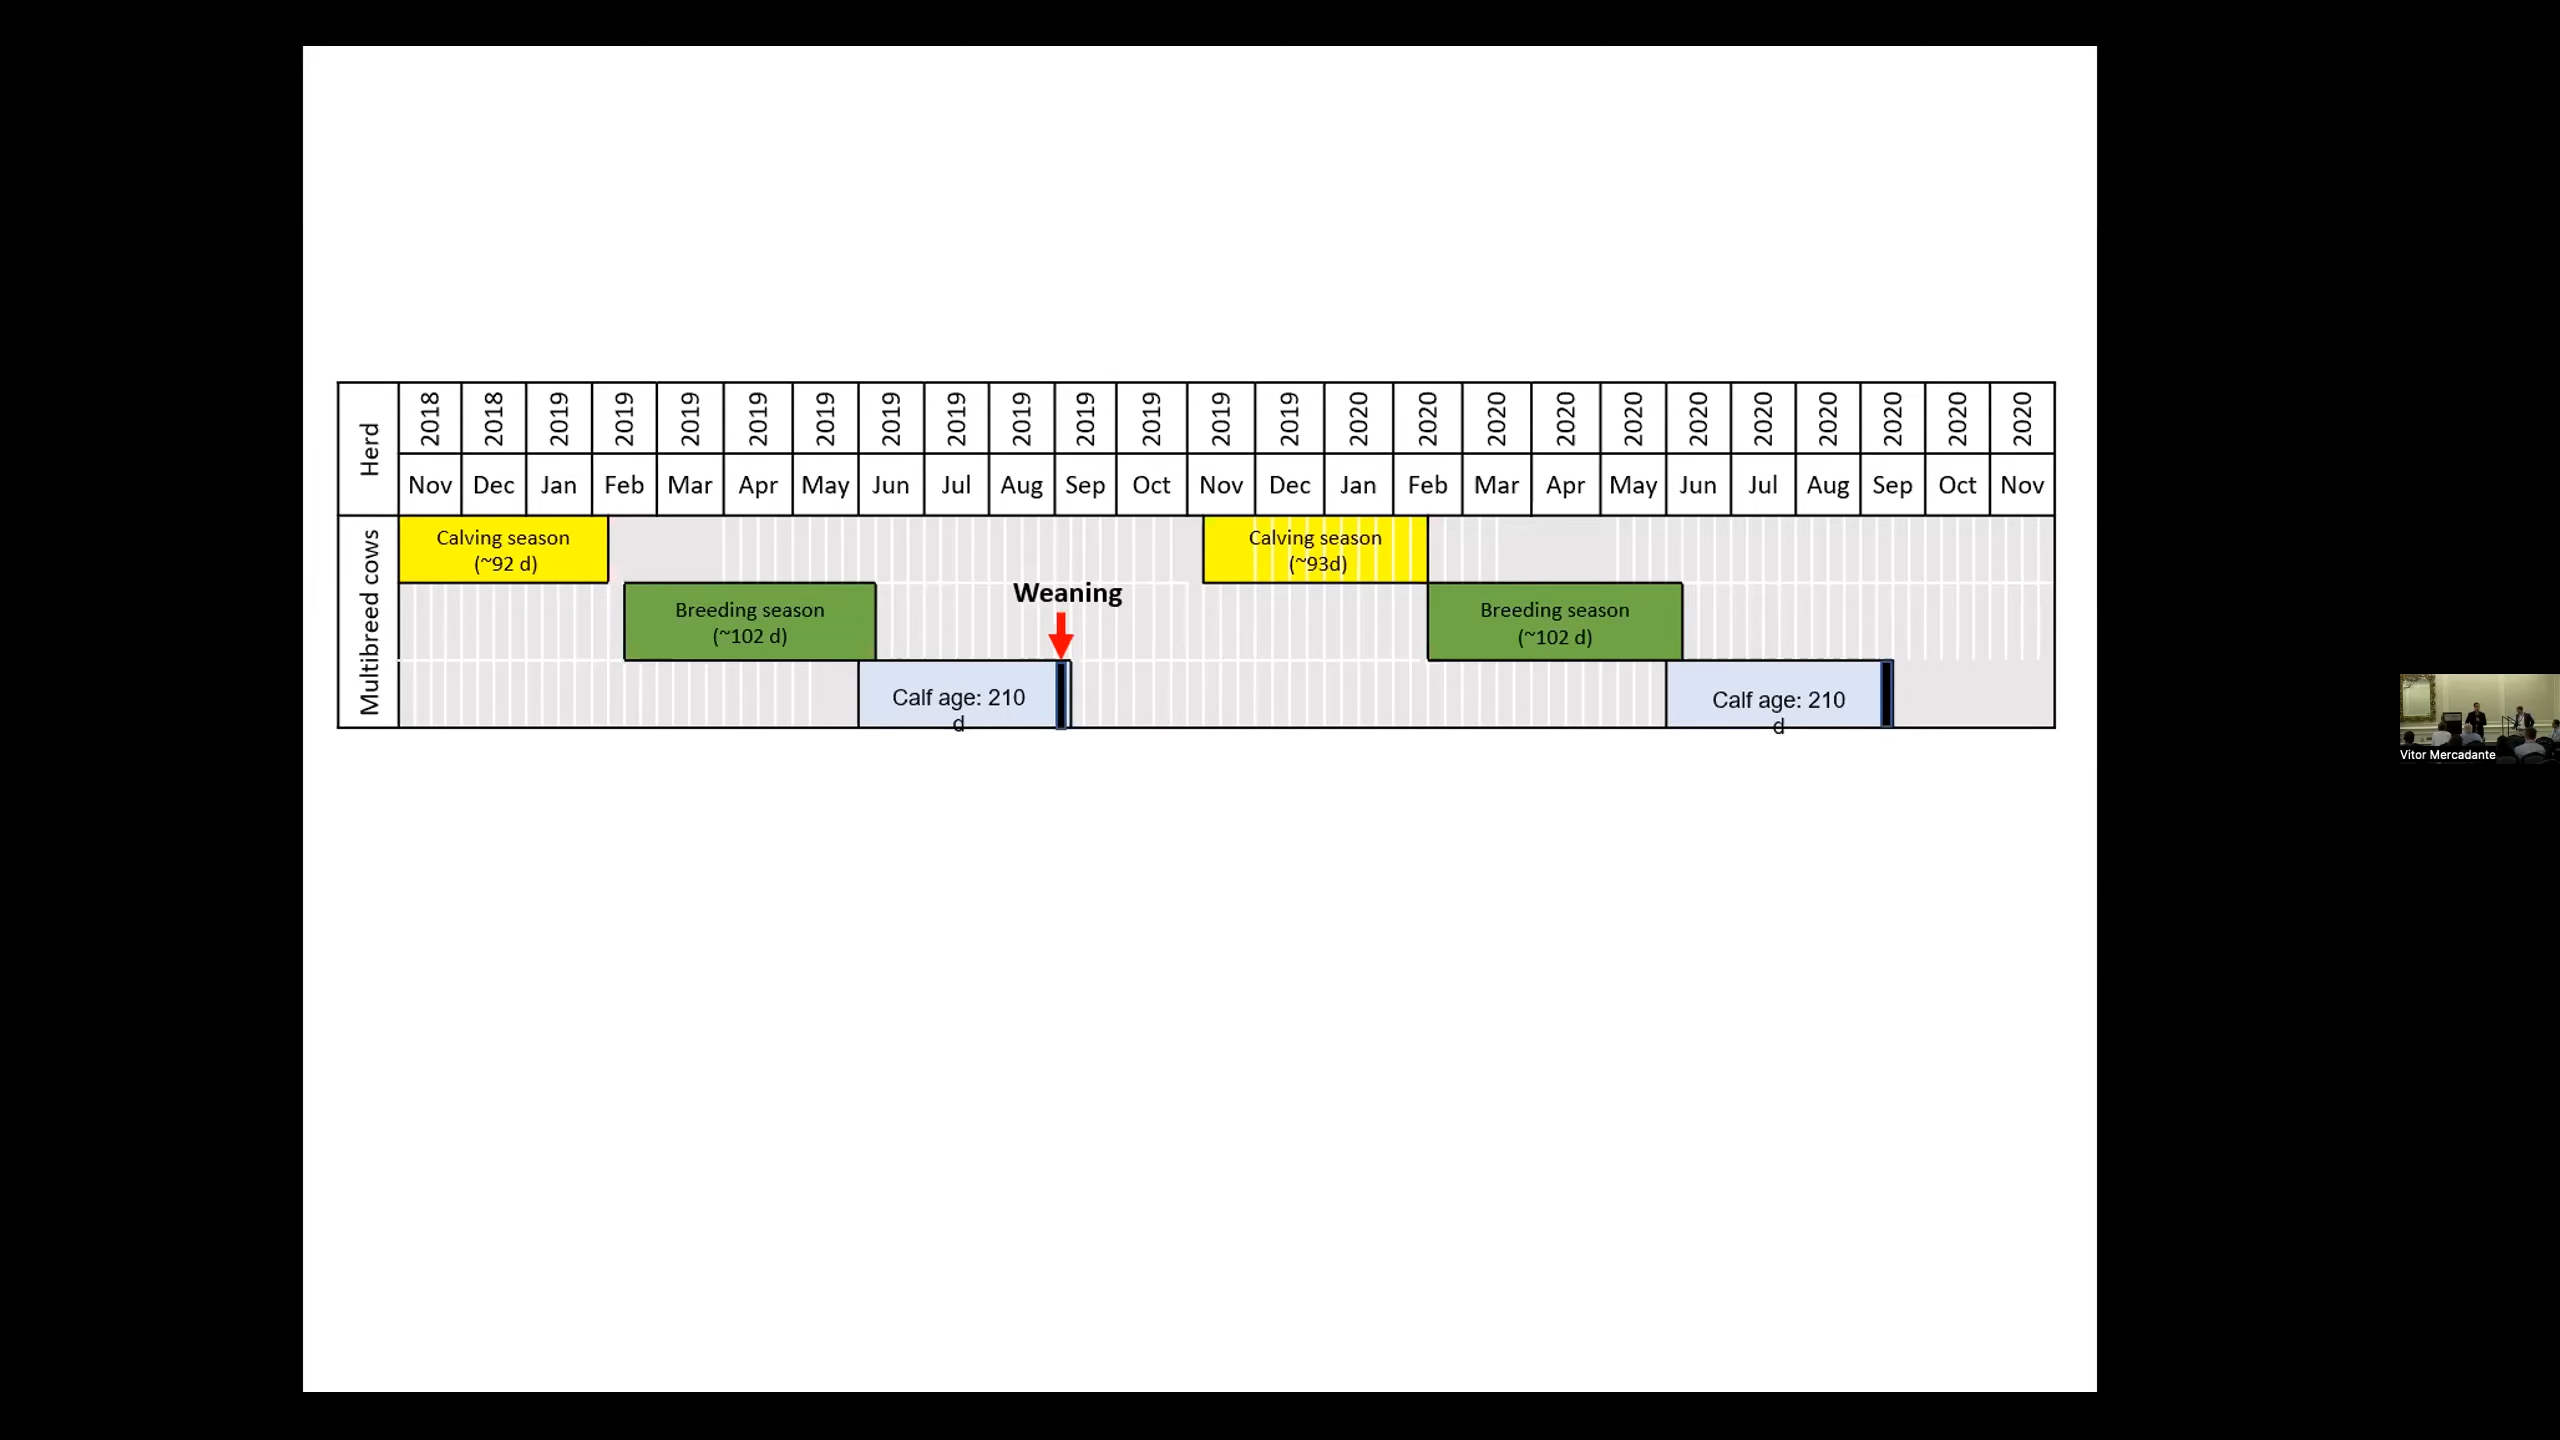 Herd
2018 2018 2019 2019 2019 2019 2019 2019 2019 2019 2019 2019 2019 2019 2020 2020 2020 2020 2020 2020 2020 2020 2020 2020 2020
Nov Dec Jan Feb Mar Apr May Jun Jul Aug Sep Oct Nov Dec Jan Feb Mar Apr May Jun Jul Aug Sep Oct Nov
Multibreed cows
Calving season
(~92 d)
Calving season
(~93d)
Breeding season
(~102 d)
Weaning
Breeding season
(~102 d)
Calf age: 210
d
Calf age: 210
d
Vitor Mercadante